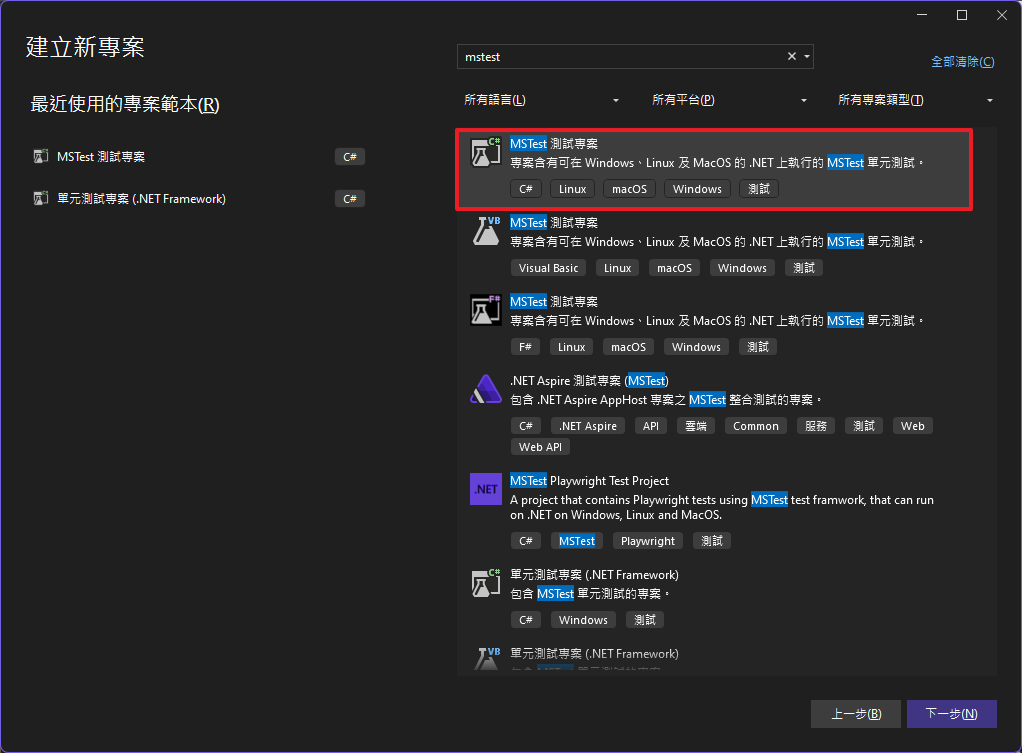 建立新專案
mstest
全部清除(C)
所有語言(L)
所有平台(P)
所有專案類型(T)
最近使用的專案範本(R)
MSTest 測試專案
C#
單元測試專案 (.NET Framework)
C#
MSTest 測試專案
專案含有可在 Windows、Linux 及 MacOS 的 .NET 上執行的 MSTest 單元測試。
C# Linux macOS Windows 測試
MSTest 測試專案
專案含有可在 Windows、Linux 及 MacOS 的 .NET 上執行的 MSTest 單元測試。
Visual Basic Linux macOS Windows 測試
MSTest 測試專案
專案含有可在 Windows、Linux 及 MacOS 的 .NET 上執行的 MSTest 單元測試。
F# Linux macOS Windows 測試
.NET Aspire 測試專案 (MSTest)
包含 .NET Aspire AppHost 專案之 MSTest 整合測試的專案。
C# .NET Aspire API 雲端 Common 服務 測試 Web
Web API
.NET
MSTest Playwright Test Project
A project that contains Playwright tests using MSTest test framwork, that can run
on .NET on Windows, Linux and MacOS.
C# MSTest Playwright 測試
單元測試專案 (.NET Framework)
包含 MSTest 單元測試的專案。
C# Windows 測試
單元測試專案 (.NET Framework)
包含 MSTest 單元測試的專案。
上一步(B)
下一步(N)